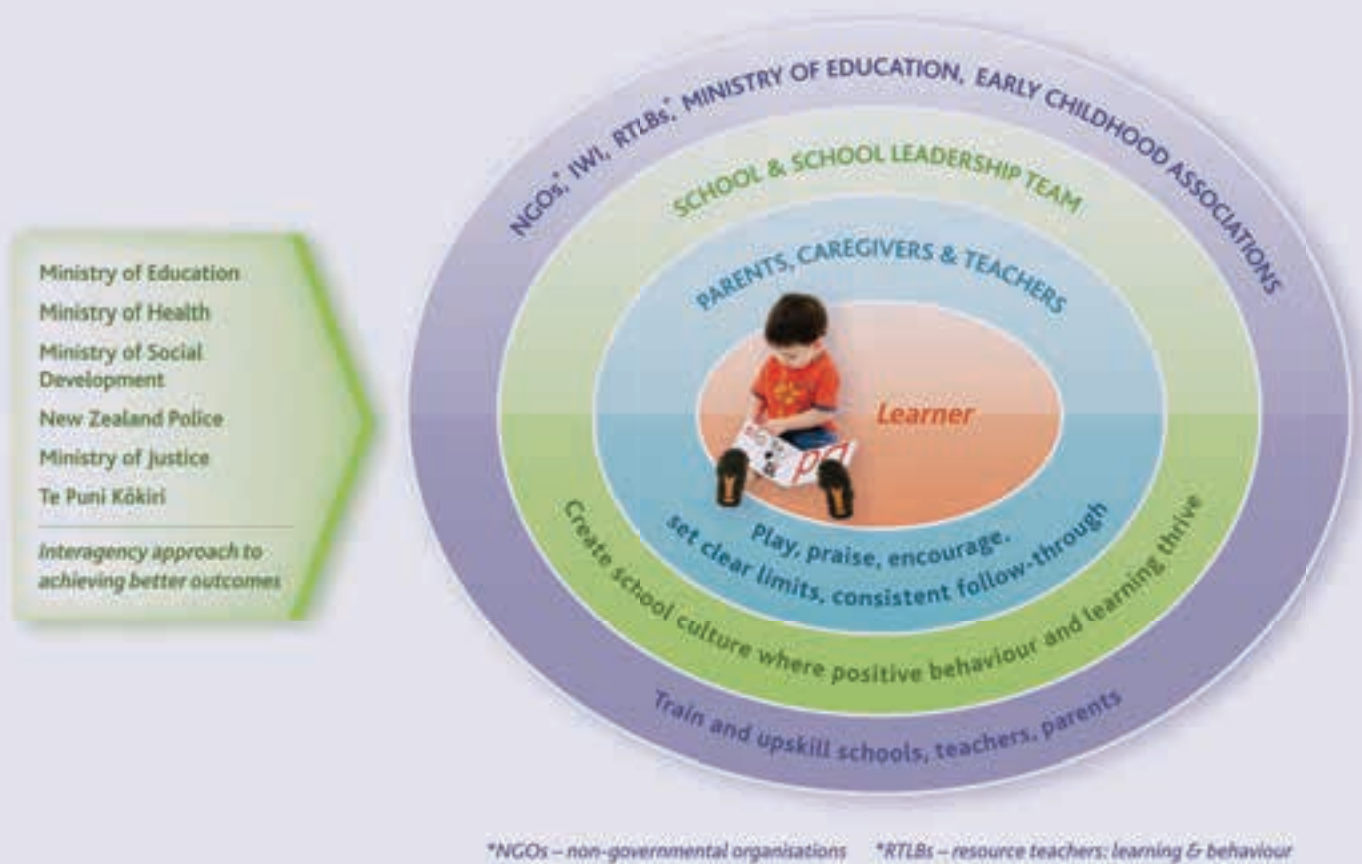 Ministry of Education
Ministry of Health
Ministry of Social
Development
New Zealand Police
Ministry of Justice
Te Puni Kōkiri
Interagency approach to
achieving better outcomes
NGOs*, IWI, RTLBs*, MINISTRY OF EDUCATION, EARLY CHILDHOOD ASSOCIATIONS
SCHOOL & SCHOOL LEADERSHIP TEAM
PARENTS, CAREGIVERS & TEACHERS
Learner
Play, praise, encourage,
set clear limits, consistent follow-through
Create school culture where positive behaviour and learning thrive
Train and upskill schools, teachers, parents
*NGOs – non-governmental organisations *RTLBs – resource teachers: learning & behaviour